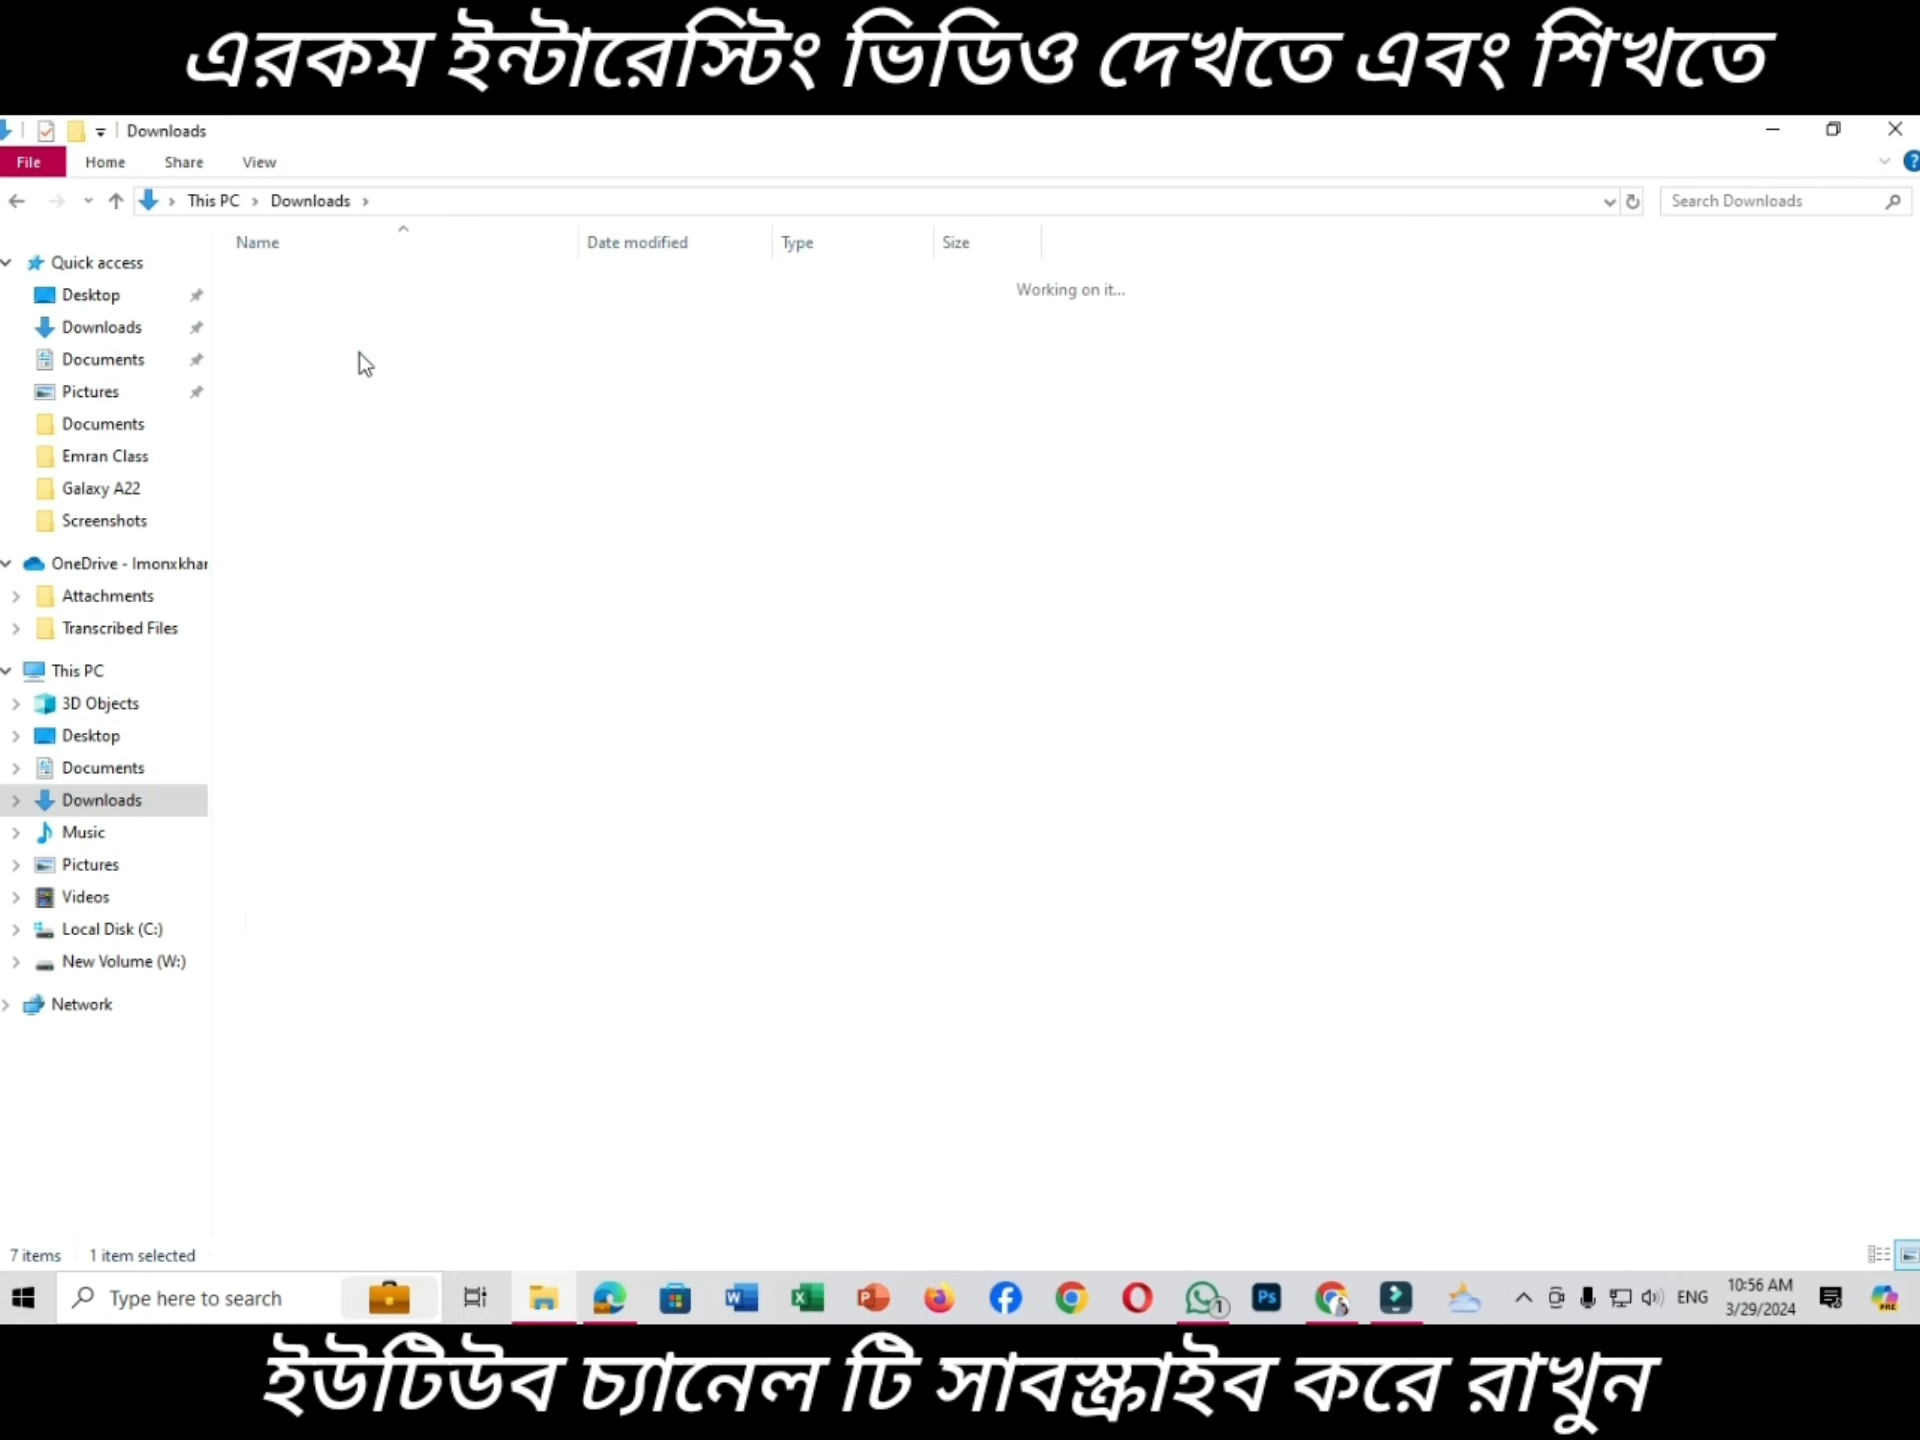 এরকম ইন্টারেস্টিং ভিডিও দেখতে এবং শিখতে
Downloads
File Home Share View
This PC Downloads
Search Downloads
Name Date modified Type Size
Working on it...
Quick access
Desktop
Downloads
Documents
Pictures
Documents
Emran Class
Galaxy A22
Screenshots
OneDrive - Imonxkhan
Attachments
Transcribed Files
This PC
3D Objects
Desktop
Documents
Downloads
Music
Pictures
Videos
Local Disk (C:)
New Volume (W:)
Network
7 items 1 item selected
Type here to search
ENG
10:56 AM
3/29/2024
ইউটিউব চ্যানেল টি সাবস্ক্রাইব করে রাখুন